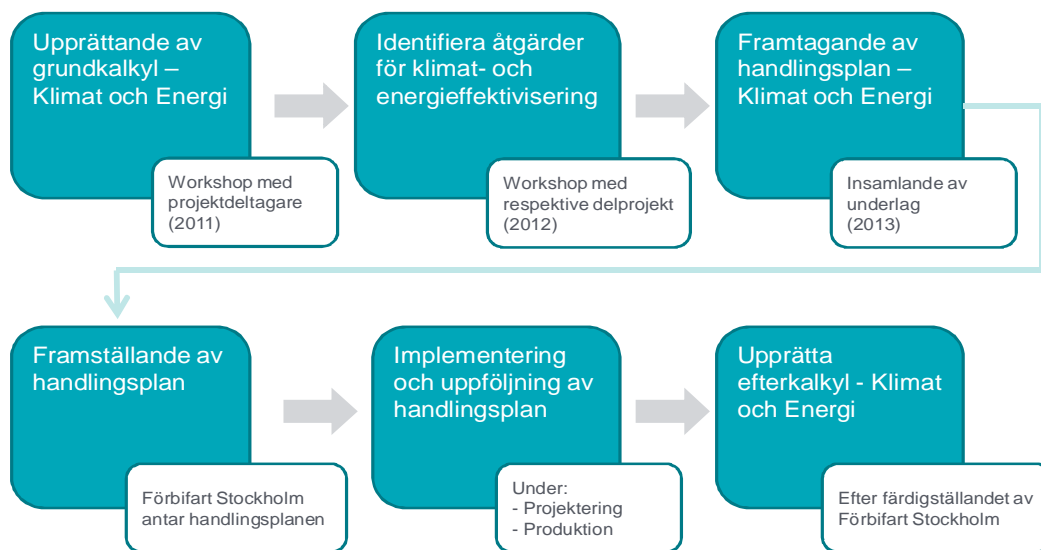 Upprättande av
grundkalkyl –
Klimat och Energi
Workshop med
projektdeltagare
(2011)
Identifiera åtgärder
för klimat- och
energieffektivisering
Workshop med
respektive delprojekt
(2012)
Framtagande av
handlingsplan –
Klimat och Energi
Insamlande av
underlag
(2013)
Framställande av
handlingsplan
Förbifart Stockholm
antar handlingsplanen
Implementering
och uppföljning av
handlingsplan
Under:
- Projektering
- Produktion
Upprätta
efterkalkyl - Klimat
och Energi
Efter färdigställandet av
Förbifart Stockholm